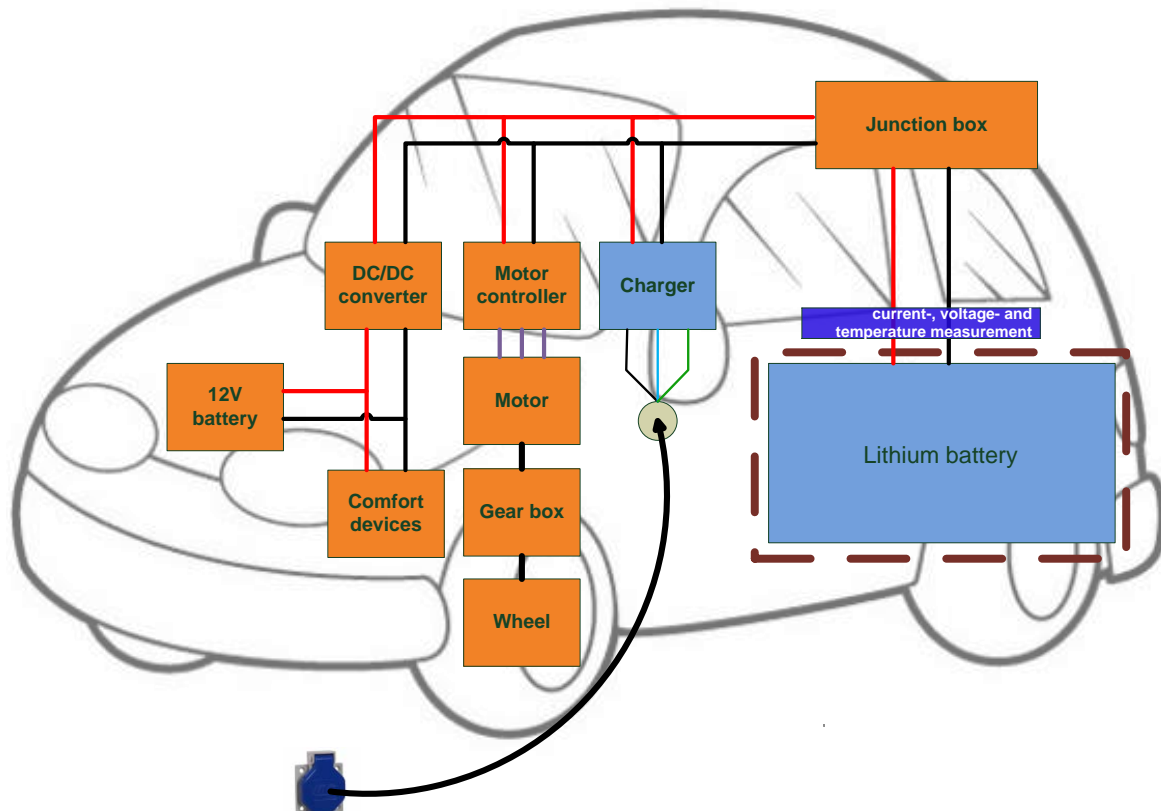 Junction box
DC/DC
converter
Motor
controller
Charger
current-, voltage- and
temperature measurement
12V
battery
Motor
Lithium battery
Comfort
devices
Gear box
Wheel